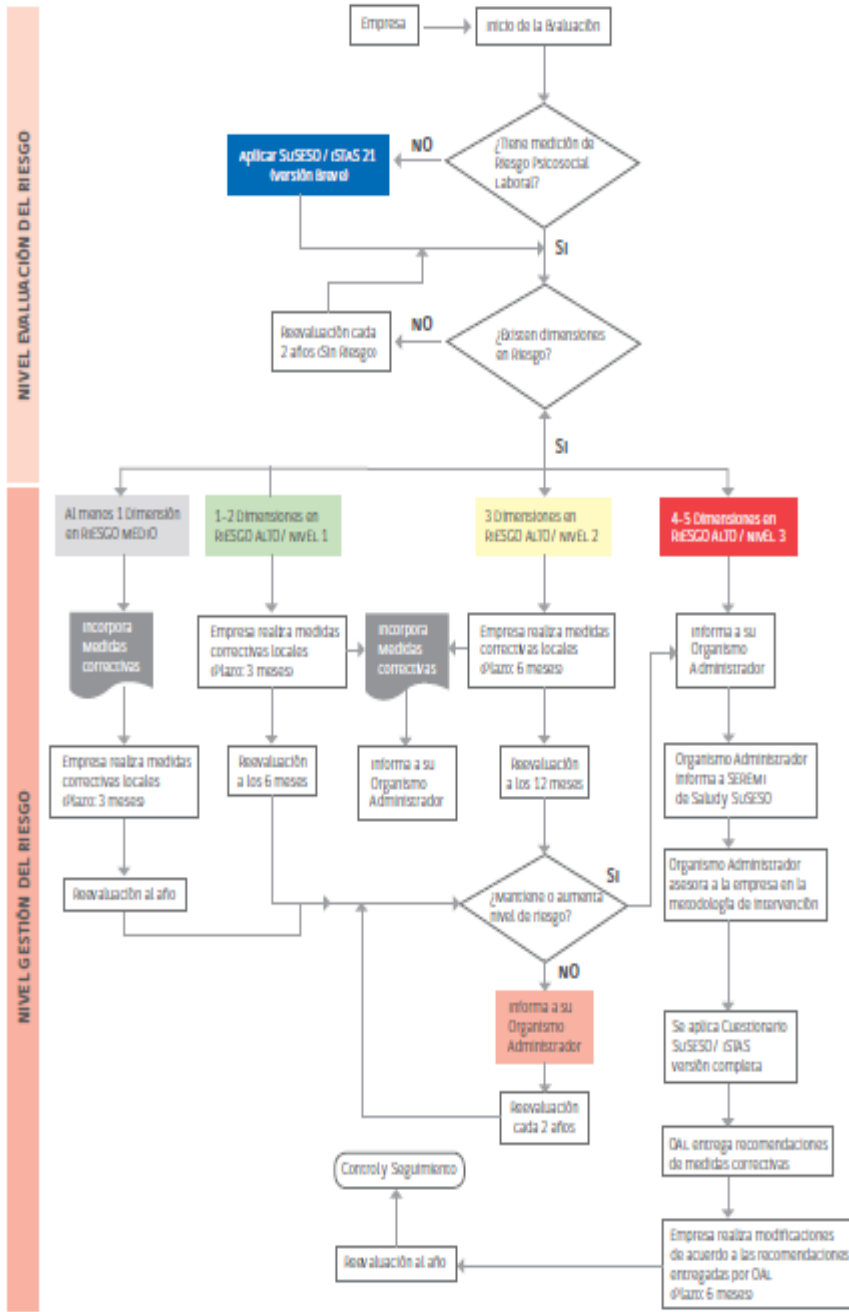 NIVEL EVALUACIÓN DEL RIESGO
Empresa
Inicio de la Evaluación
¿Tiene medición de
Riesgo Psicosocial
Laboral?
NO
Aplicar SUSESO / ISTAS 21
(Versión Breve)
SI
¿Existen dimensiones
en Riesgo?
NO
Reevaluación cada
2 años (Sin Riesgo)
SI
NIVEL GESTIÓN DEL RIESGO
Al menos 1 Dimensión
en RIESGO MEDIO
1-2 Dimensiones en
RIESGO ALTO / NIVEL 1
3 Dimensiones en
RIESGO ALTO / NIVEL 2
4-5 Dimensiones en
RIESGO ALTO / NIVEL 3
Incorpora
Medidas
correctivas
Empresa realiza medidas
correctivas locales
(Plazo: 3 meses)
Incorpora
Medidas
correctivas
Empresa realiza medidas
correctivas locales
(Plazo: 6 meses)
Informa a su
Organismo
Administrador
Empresa realiza medidas
correctivas locales
(Plazo: 3 meses)
Reevaluación
a los 6 meses
Informa a su
Organismo
Administrador
Reevaluación
a los 12 meses
Organismo Administrador
informa a SEREMI
de Salud y SUSESO
Reevaluación al año
¿Mantiene o aumenta
nivel de riesgo?
SI
Organismo Administrador
asesora a la empresa en la
metodología de intervención
NO
Informa a su
Organismo
Administrador
Se aplica Cuestionario
SUSESO / ISTAS
versión completa
Reevaluación
cada 2 años
OAL entrega recomendaciones
de medidas correctivas
Control y Seguimiento
Reevaluación al año
Empresa realiza modificaciones
de acuerdo a las recomendaciones
entregadas por OAL
(Plazo: 6 meses)